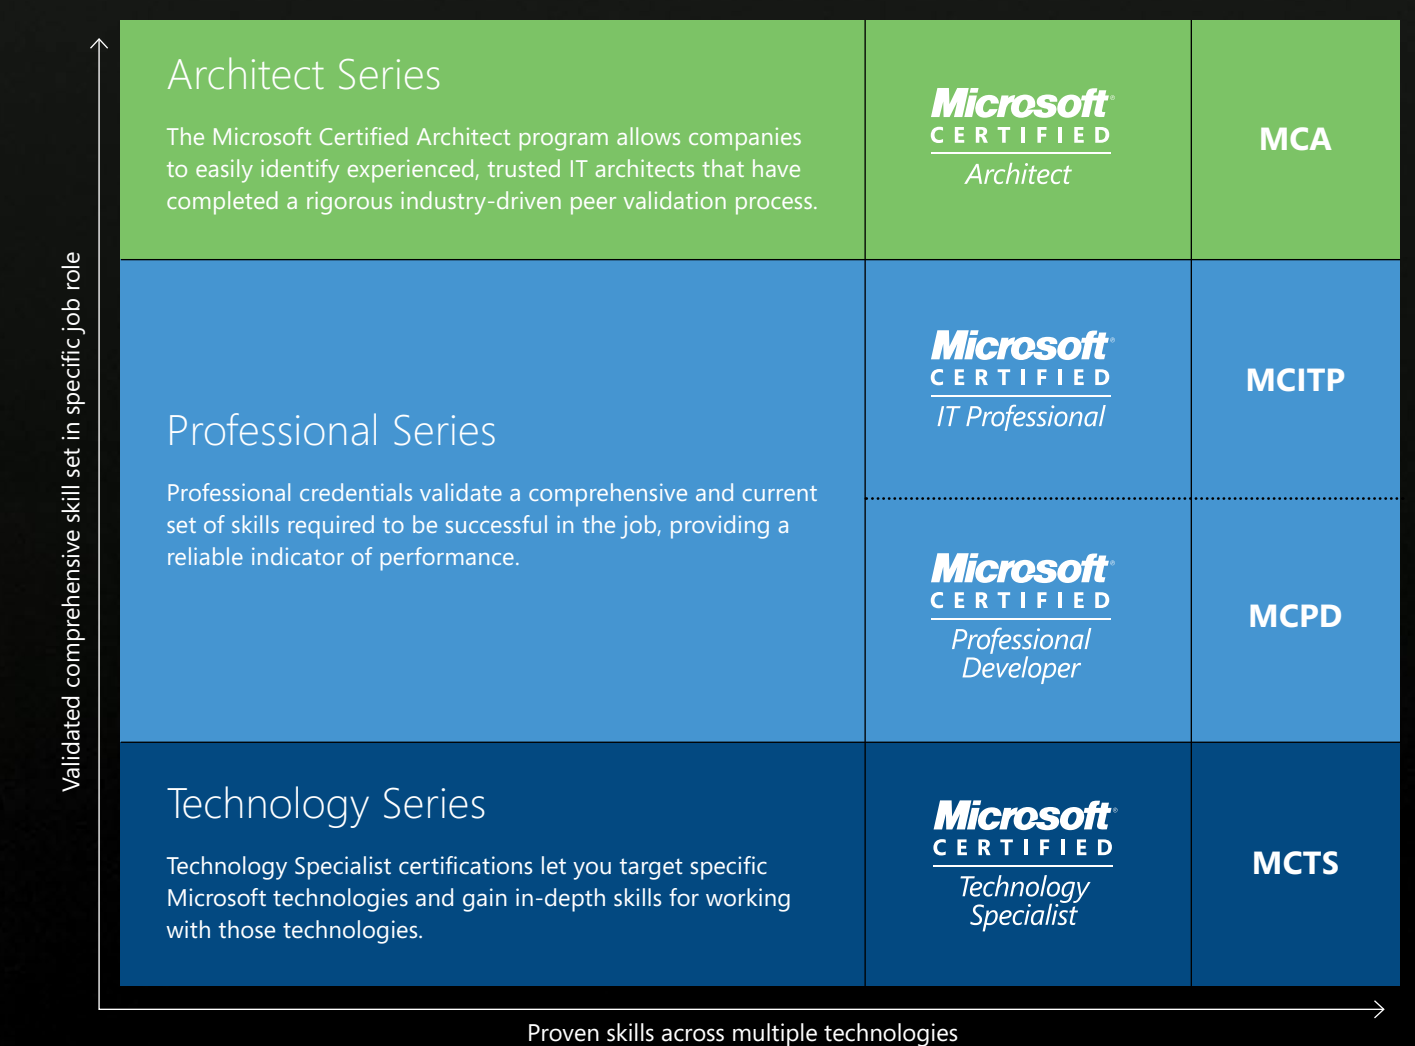 Validated comprehensive skill set in specific job role
Architect Series
The Microsoft Certified Architect program allows companies
to easily identify experienced, trusted IT architects that have
completed a rigorous industry-driven peer validation process.
Microsoft®
CERTIFIED
Architect
MCA
Professional Series
Professional credentials validate a comprehensive and current
set of skills required to be successful in the job, providing a
reliable indicator of performance.
Microsoft®
CERTIFIED
IT Professional
MCITP
Microsoft®
CERTIFIED
Professional
Developer
MCPD
Technology Series
Technology Specialist certifications let you target specific
Microsoft technologies and gain in-depth skills for working
with those technologies.
Microsoft®
CERTIFIED
Technology
Specialist
MCTS
Proven skills across multiple technologies